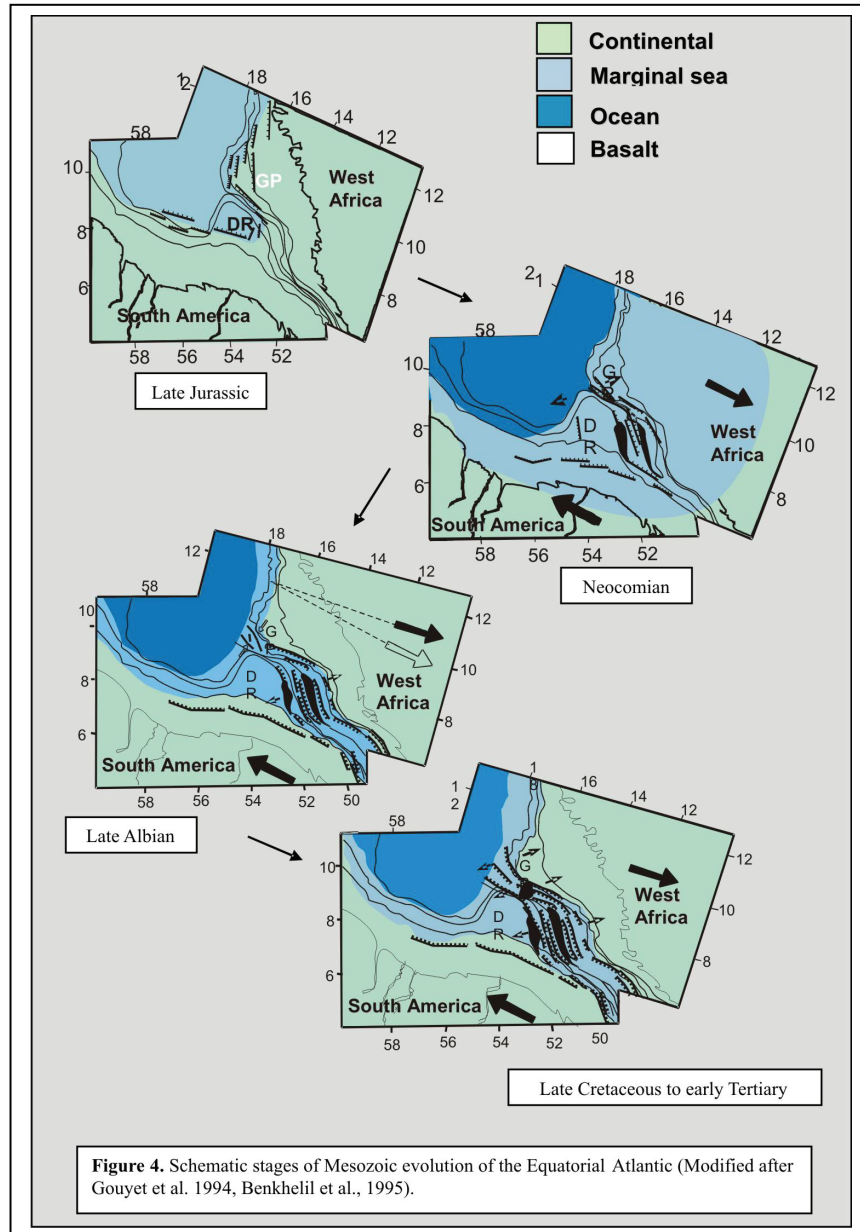 Continental
Marginal sea
Ocean
Basalt
12
18
16
14
12
58
10
8
6
West
Africa
GP
DR
12
10
8
South America
58 56 54 52
Late Jurassic
2
1
18
16
14
12
58
10
8
6
G
P
D
R
West
Africa
12
10
8
South America
58 56 54 52
Neocomian
12
18
16
14
12
58
10
8
6
G
P
D
R
West
Africa
12
10
8
South America
58 56 54 52 50
Late Albian
1
2
1
8
16
14
12
58
10
8
6
G
P
D
R
West
Africa
12
10
8
South America
58 56 54 52 50
Late Cretaceous to early Tertiary
Figure 4. Schematic stages of Mesozoic evolution of the Equatorial Atlantic (Modified after
Gouyet et al. 1994, Benkhelil et al., 1995).